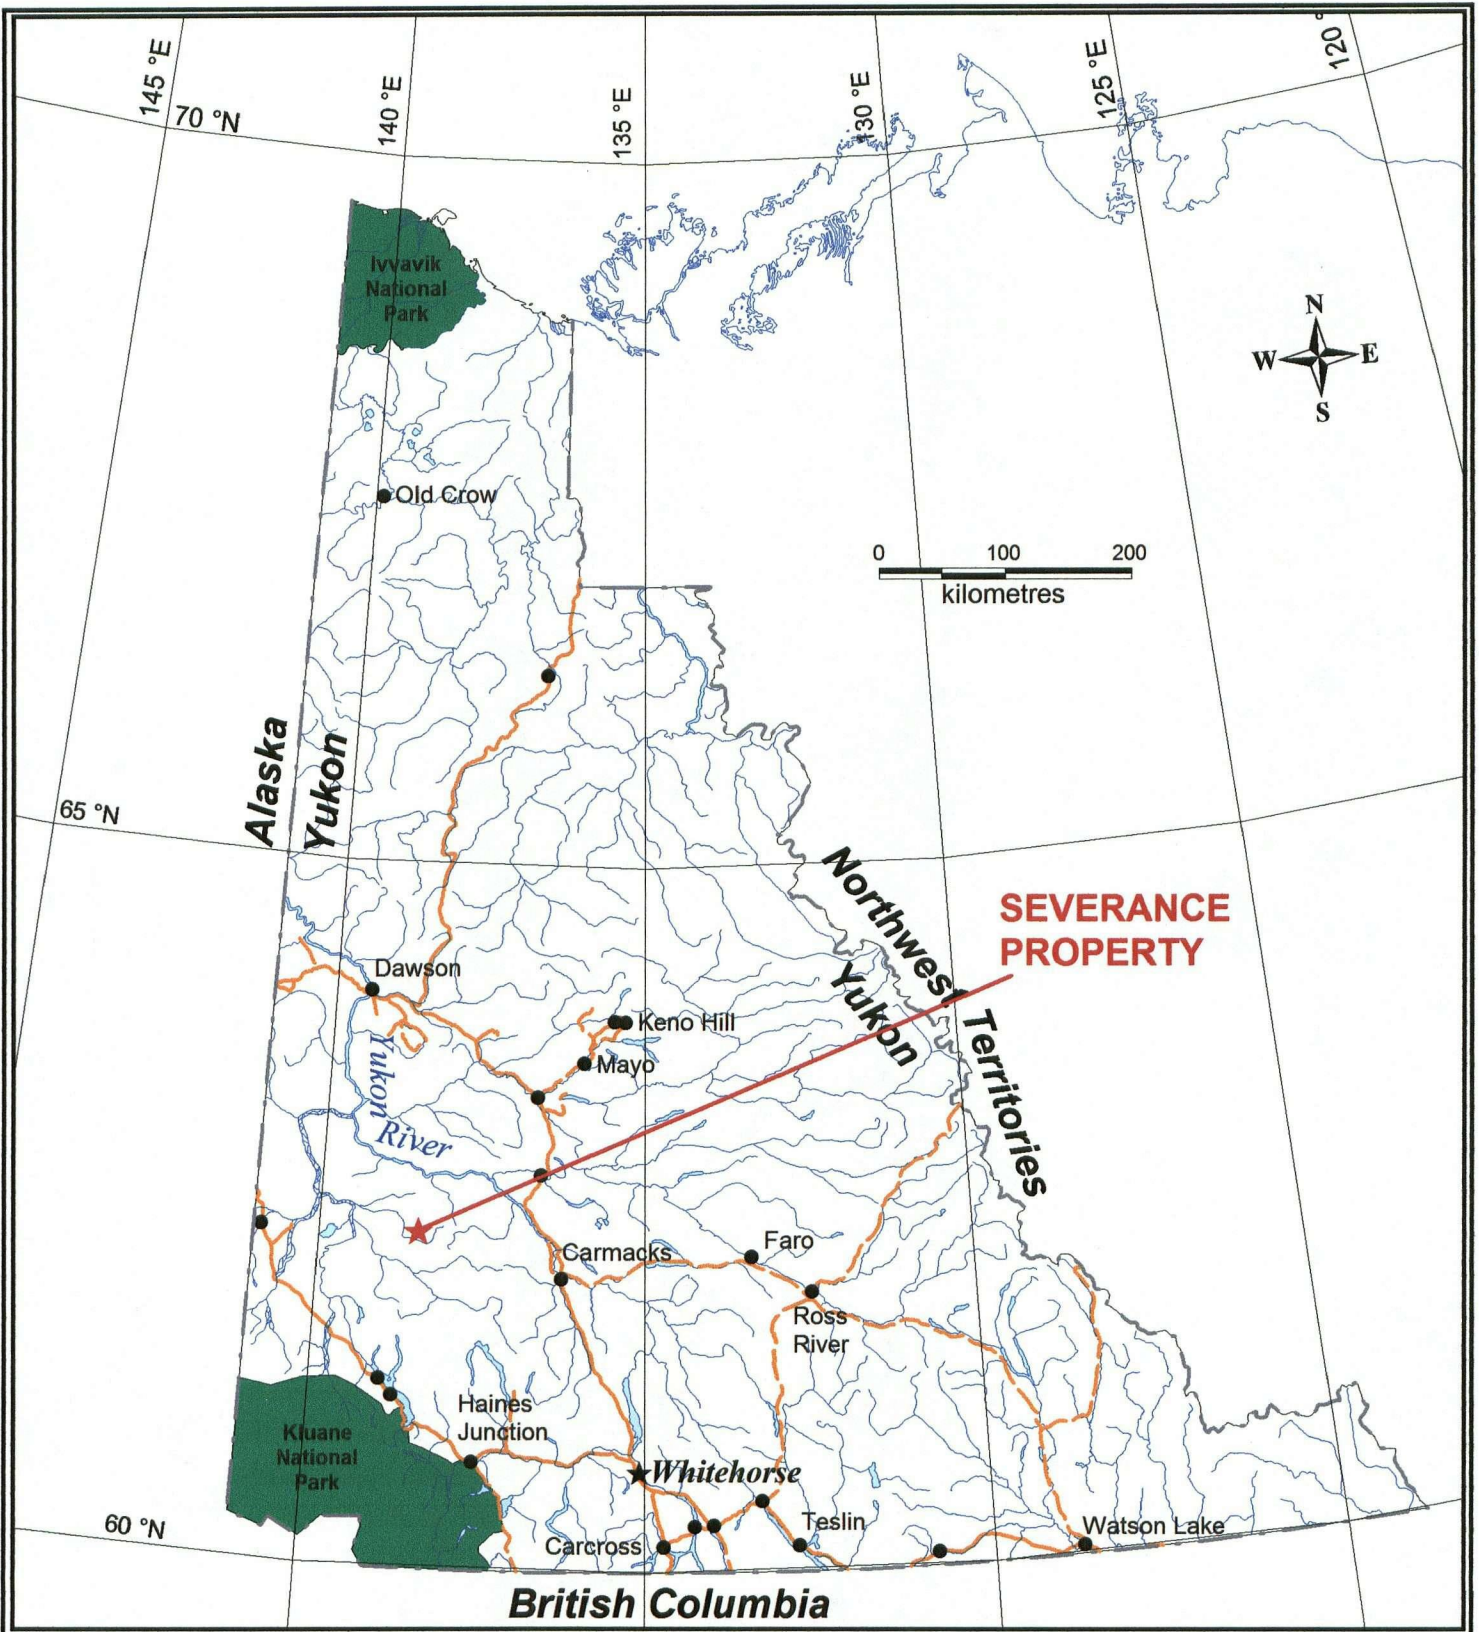 145 °E
140 °E
135 °E
130 °E
125 °E
120 °
70 °N
Ivvavik
National
Park
N
W E
S
Old Crow
0 100 200
kilometres
Alaska
Yukon
65 °N
Northwest Territories
Yukon
SEVERANCE
PROPERTY
Dawson
Keno Hill
Mayo
Yukon River
Carmacks
Faro
Ross
River
Haines
Junction
Kluane
National
Park
Whitehorse
60 °N
Teslin
Watson Lake
Carcross
British Columbia